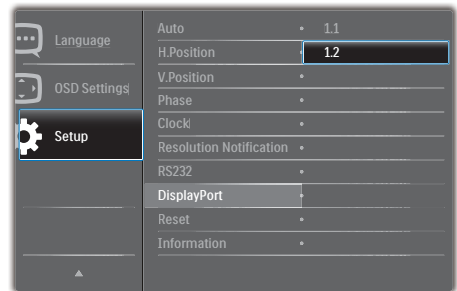 Language
OSD Settings
Setup
Auto
H.Position
V.Position
Phase
Clock
Resolution Notification
RS232
DisplayPort
Reset
Information
1.1
1.2